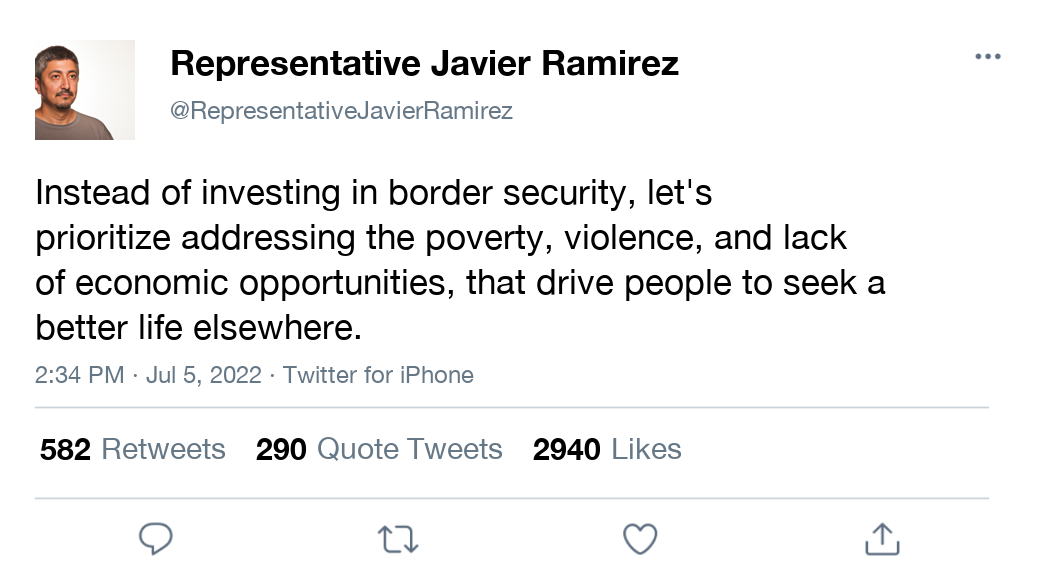 Representative Javier Ramirez
@RepresentativeJavierRamirez
Instead of investing in border security, let's
prioritize addressing the poverty, violence, and lack
of economic opportunities, that drive people to seek a
better life elsewhere.
2:34 PM · Jul 5, 2022 · Twitter for iPhone
582 Retweets 290 Quote Tweets 2940 Likes